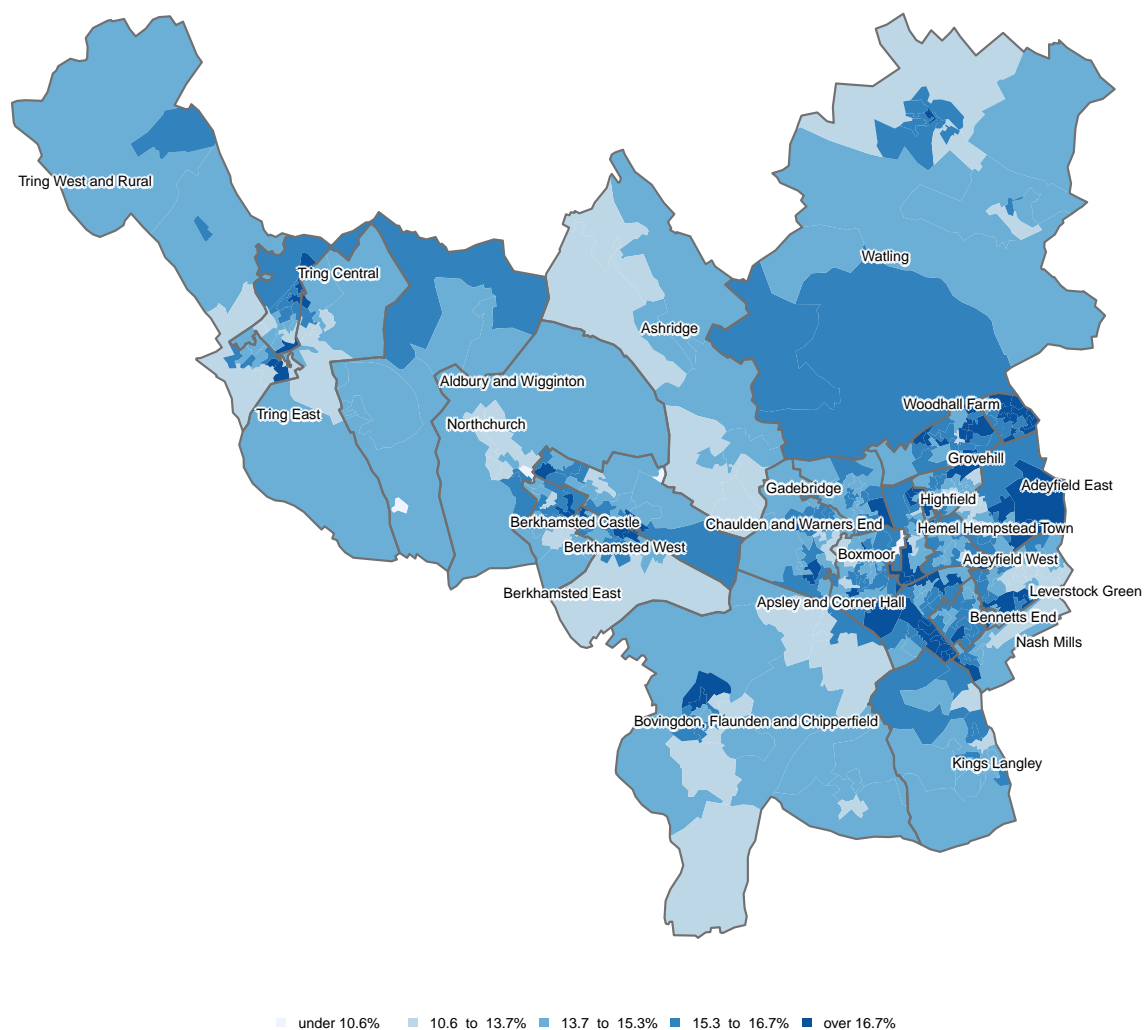 Tring West and Rural
Watling
Tring Central
Ashridge
Aldbury and Wigginton
Woodhall Farm
Tring East
Northchurch
Grovehill
Adeyfield East
Gadebridge
Highfield
Berkhamsted Castle
Chaulden and Warners End
Hemel Hempstead Town
Berkhamsted West
Boxmoor
Adeyfield West
Berkhamsted East
Leverstock Green
Apsley and Corner Hall
Bennetts End
Nash Mills
Bovingdon, Flaunden and Chipperfield
Kings Langley
under 10.6% 10.6 to 13.7% 13.7 to 15.3% 15.3 to 16.7% over 16.7%